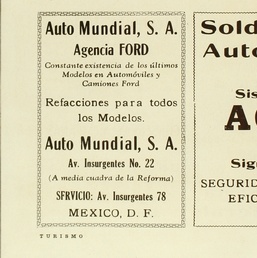 Auto Mundial, S. A.
Agencia FORD
Constante existencia de los últimos
Modelos en Automóviles y
Camiones Ford
Refacciones para todos
los Modelos.
Auto Mundial, S. A.
Av. Insurgentes No. 22
(A media cuadra de la Reforma)
SERVICIO: Av. Insurgentes 78
MEXICO, D. F.
TURISMO
Sold
Auto
Sis
A
Sigu
SEGURID
EFIC